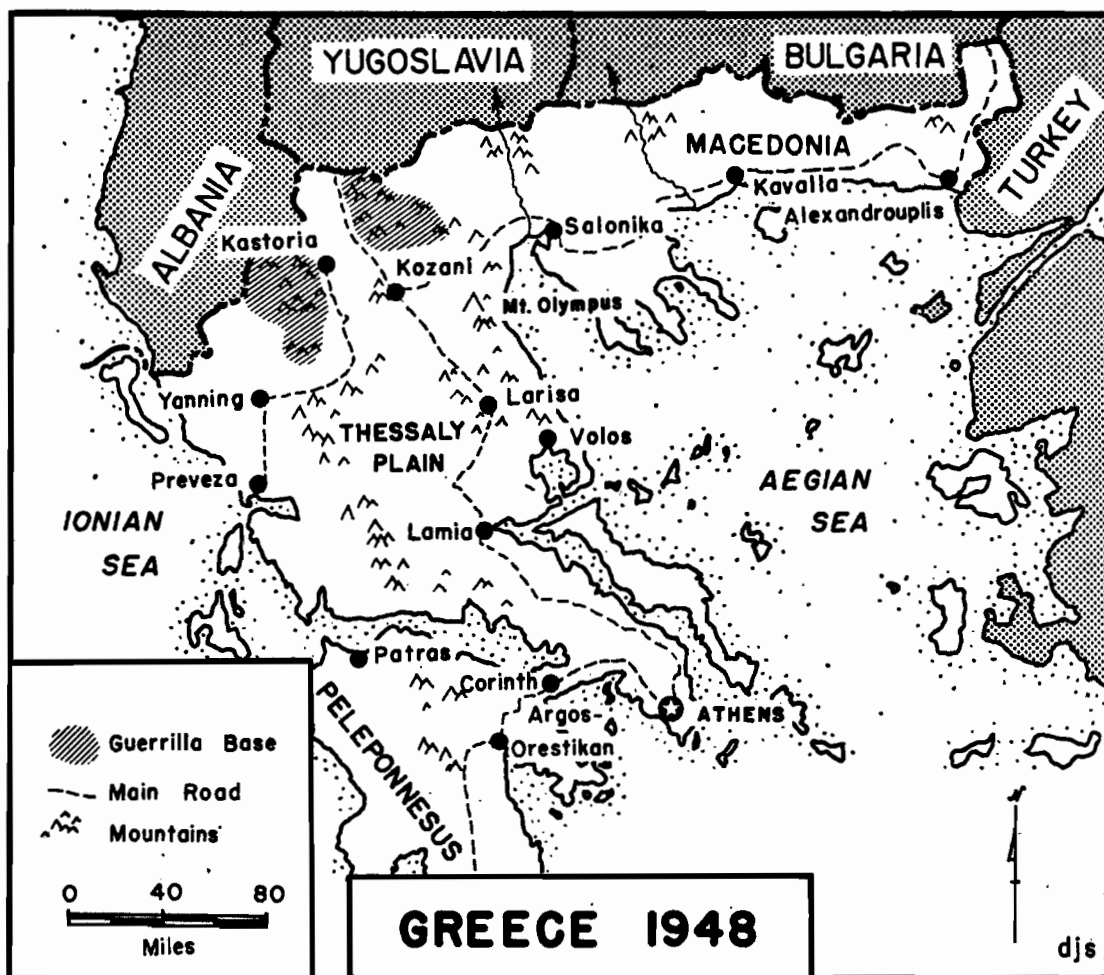 YUGOSLAVIA
BULGARIA
TURKEY
ALBANIA
MACEDONIA
Kavalla
Alexandrouplis
Salonika
Kastoria
Kozani
Mt. Olympus
Yanning
Larisa
THESSALY
PLAIN
Volos
Preveza
AEGIAN
SEA
IONIAN
SEA
Lamia
Patras
Corinth
ATHENS
Argos-
Orestikan
PELEPONNESUS
Guerrilla Base
Main Road
Mountains
0 40 80
Miles
GREECE 1948
N
djs